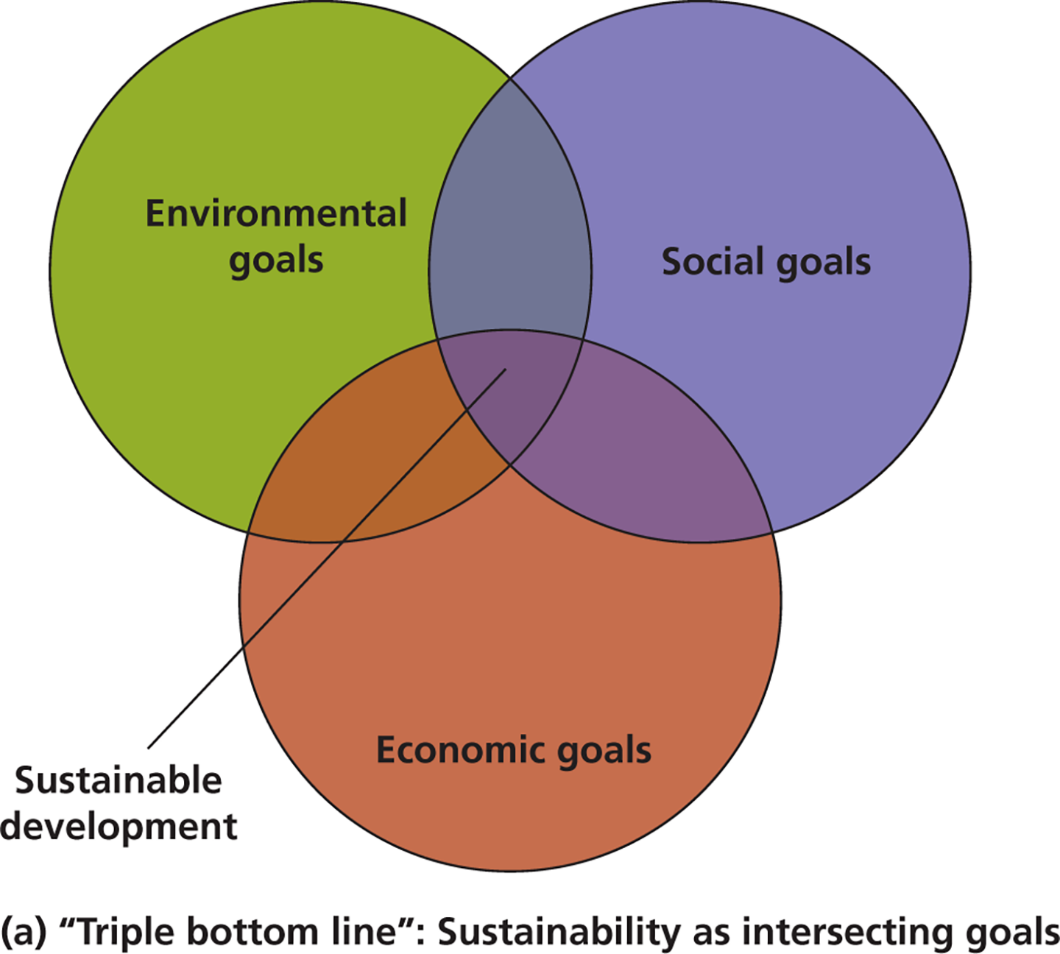 Environmental
goals
Social goals
Economic goals
Sustainable
development
(a) “Triple bottom line”: Sustainability as intersecting goals